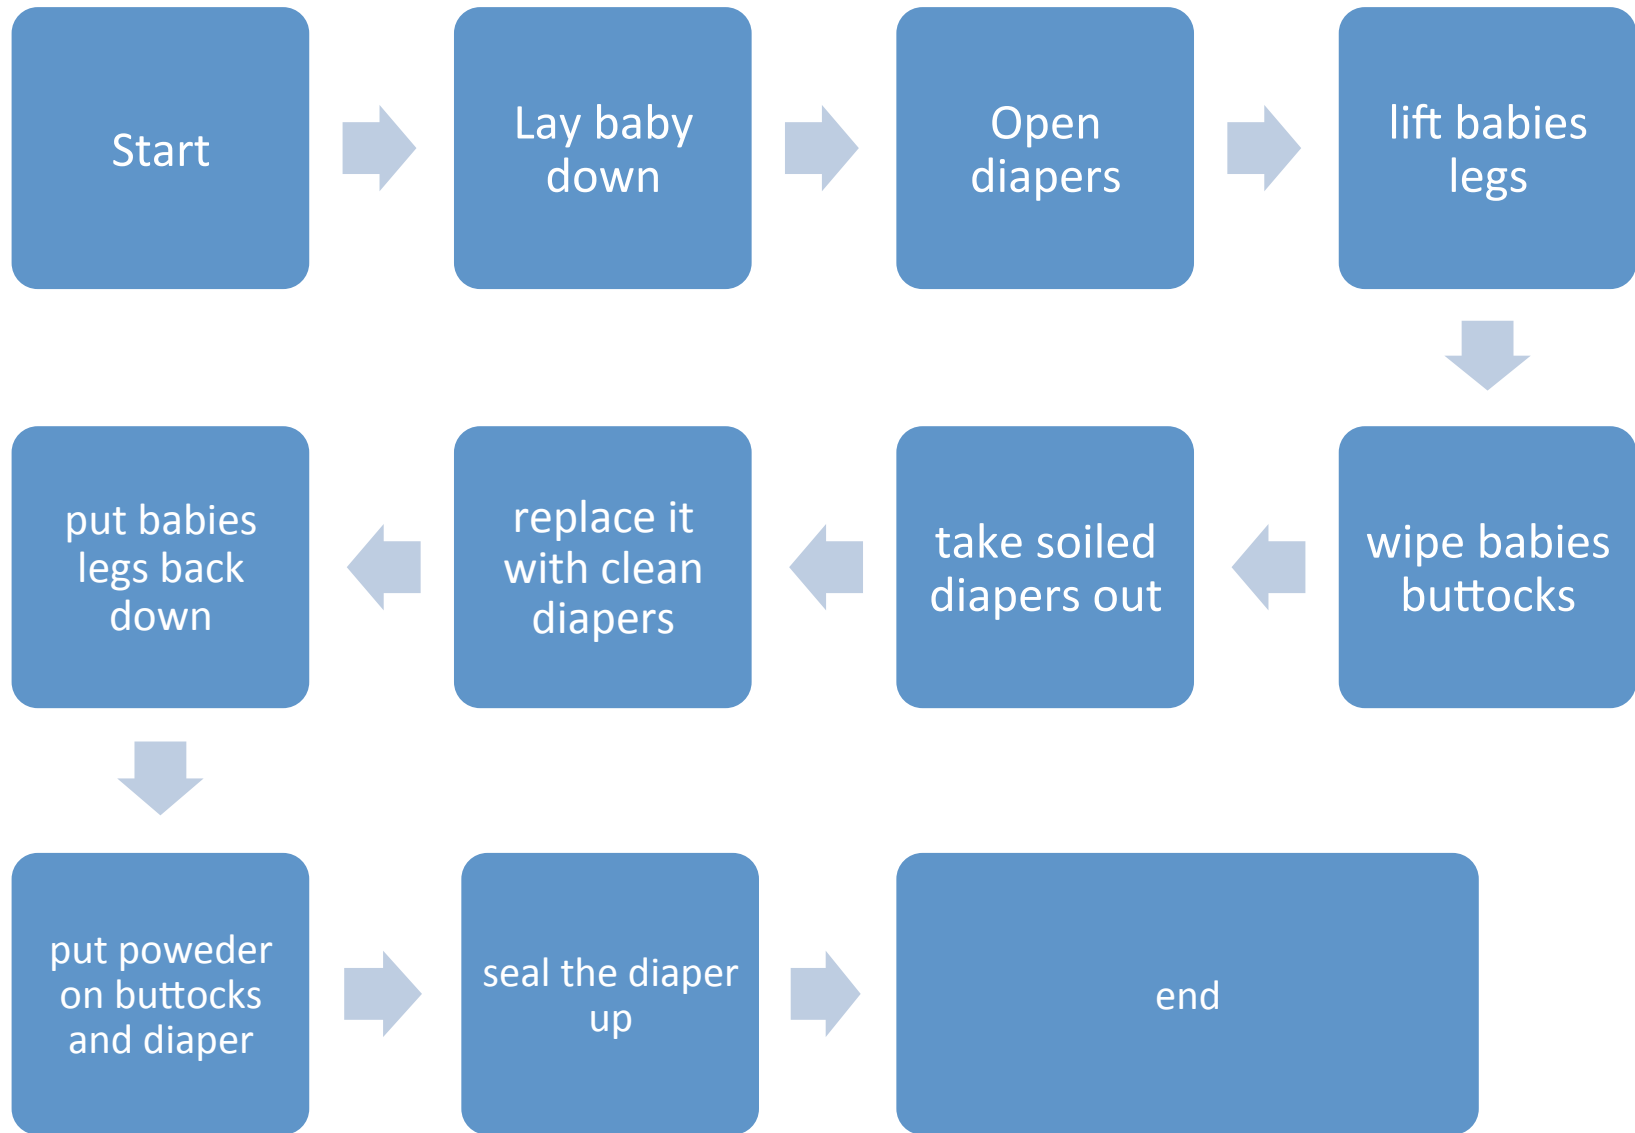 Start
Lay baby
down
Open
diapers
lift babies
legs
wipe babies
buttocks
take soiled
diapers out
replace it
with clean
diapers
put babies
legs back
down
put poweder
on buttocks
and diaper
seal the diaper
up
end